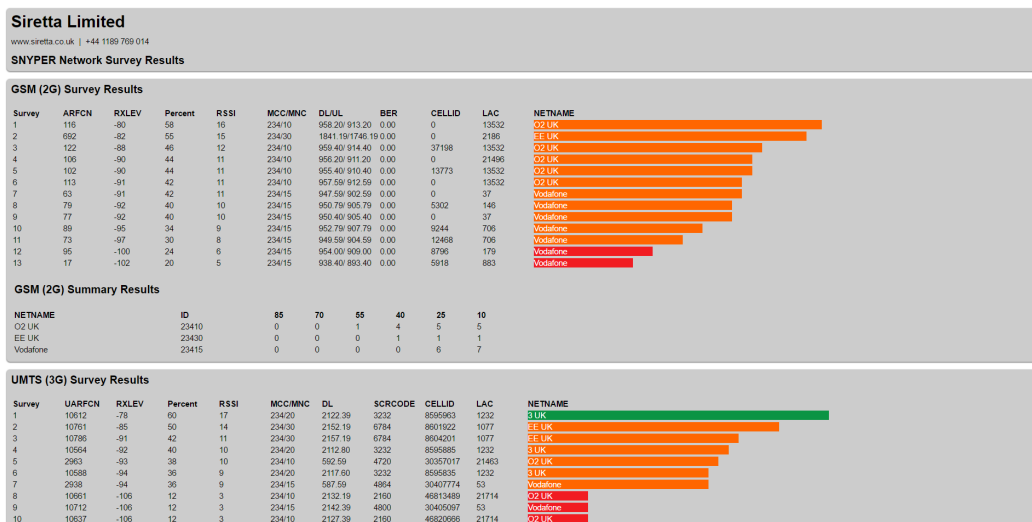 Siretta Limited
www.siretta.co.uk | +44 1189 769 014
SNYPER Network Survey Results
GSM (2G) Survey Results
Survey ARFCN RXLEV Percent RSSI MCC/MNC DL/UL BER CELLID LAC NETNAME
1 116 -80 58 16 234/10 958.20/ 913.20 0.00 0 13532 O2 UK
2 692 -82 55 15 234/30 1841.19/1746.19 0.00 0 2186 EE UK
3 122 -88 46 12 234/10 959.40/ 914.40 0.00 37198 13532 O2 UK
4 106 -90 44 11 234/10 956.20/ 911.20 0.00 0 21496 O2 UK
5 102 -90 44 11 234/10 955.40/ 910.40 0.00 13773 13532 O2 UK
6 113 -91 42 11 234/10 957.59/ 912.59 0.00 0 13532 O2 UK
7 63 -91 42 11 234/15 947.59/ 902.59 0.00 0 37 Vodafone
8 79 -92 40 10 234/15 950.79/ 905.79 0.00 5302 146 Vodafone
9 77 -92 40 10 234/15 950.40/ 905.40 0.00 0 37 Vodafone
10 89 -95 34 9 234/15 952.79/ 907.79 0.00 9244 706 Vodafone
11 73 -97 30 8 234/15 949.59/ 904.59 0.00 12468 706 Vodafone
12 95 -100 24 6 234/15 954.00/ 909.00 0.00 8796 179 Vodafone
13 17 -102 20 5 234/15 938.40/ 893.40 0.00 5918 883 Vodafone
GSM (2G) Summary Results
NETNAME ID 85 70 55 40 25 10
O2 UK 23410 0 0 1 4 5 5
EE UK 23430 0 0 0 1 1 1
Vodafone 23415 0 0 0 0 6 7
UMTS (3G) Survey Results
Survey UARFCN RXLEV Percent RSSI MCC/MNC DL SCRCODE CELLID LAC NETNAME
1 10612 -78 60 17 234/20 2122.39 3232 8595963 1232 3 UK
2 10761 -85 50 14 234/30 2152.19 6784 8601922 1077 EE UK
3 10786 -91 42 11 234/30 2157.19 6784 8604201 1077 EE UK
4 10564 -92 40 10 234/20 2112.80 3232 8595885 1232 3 UK
5 2963 -93 38 10 234/10 592.59 4720 30357017 21463 O2 UK
6 10588 -94 36 9 234/20 2117.60 3232 8595835 1232 3 UK
7 2938 -94 36 9 234/15 587.59 4864 30407774 53 Vodafone
8 10661 -106 12 3 234/10 2132.19 2160 46813489 21714 O2 UK
9 10712 -106 12 3 234/15 2142.39 4800 30405097 53 Vodafone
10 10637 -106 12 3 234/10 2127.39 2160 46820666 21714 O2 UK